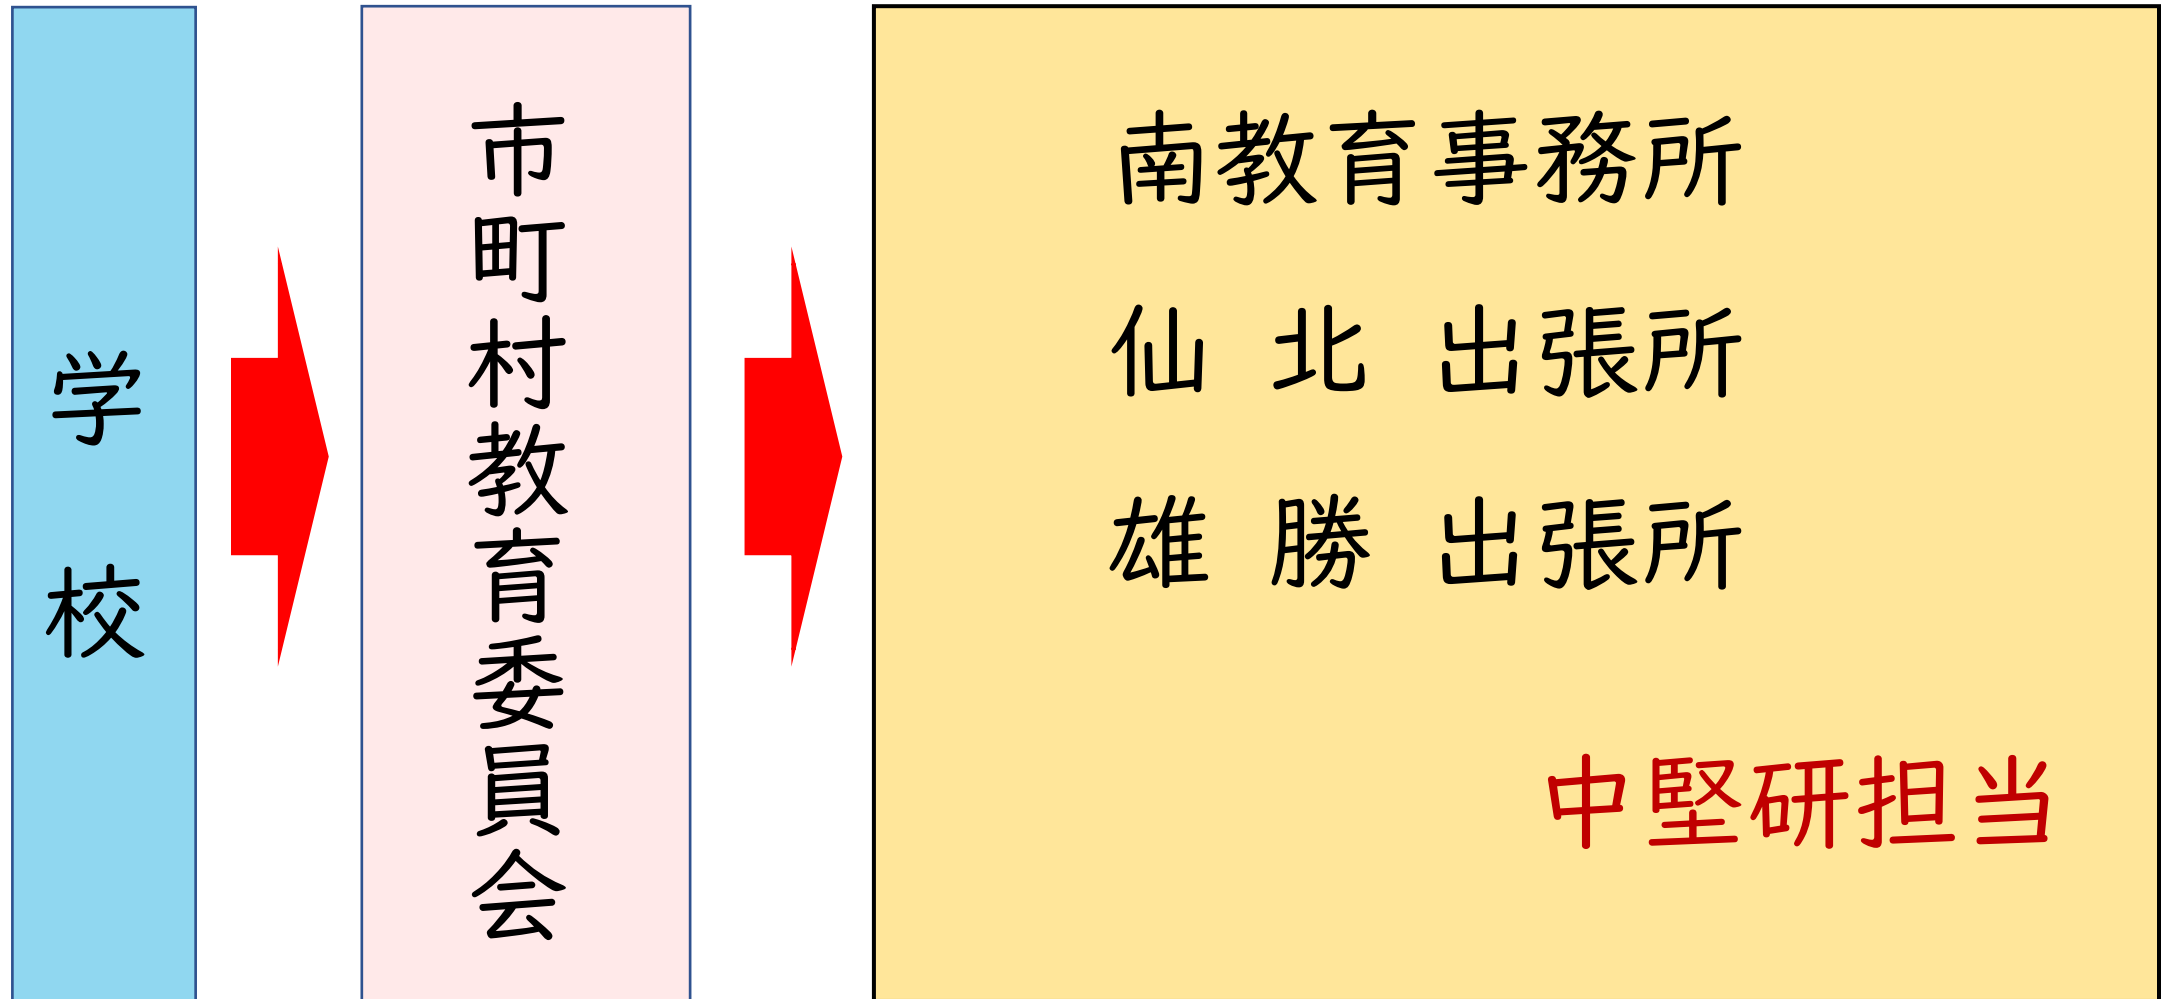 学校
市町村教育委員会
南教育事務所
仙 北 出張所
雄 勝 出張所
中堅研担当